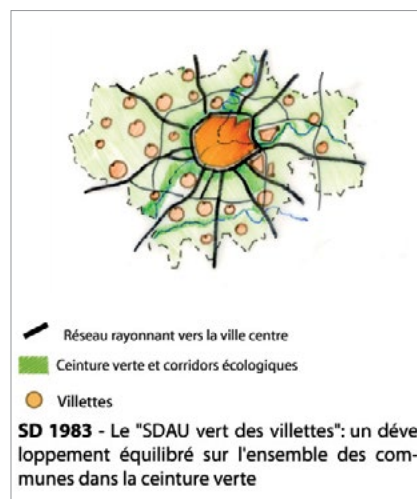 Réseau rayonnant vers la ville centre
Ceinture verte et corridors écologiques
Villettes
SD 1983 - Le "SDAU vert des villettes": un déve-
loppement équilibré sur l'ensemble des com-
munes dans la ceinture verte